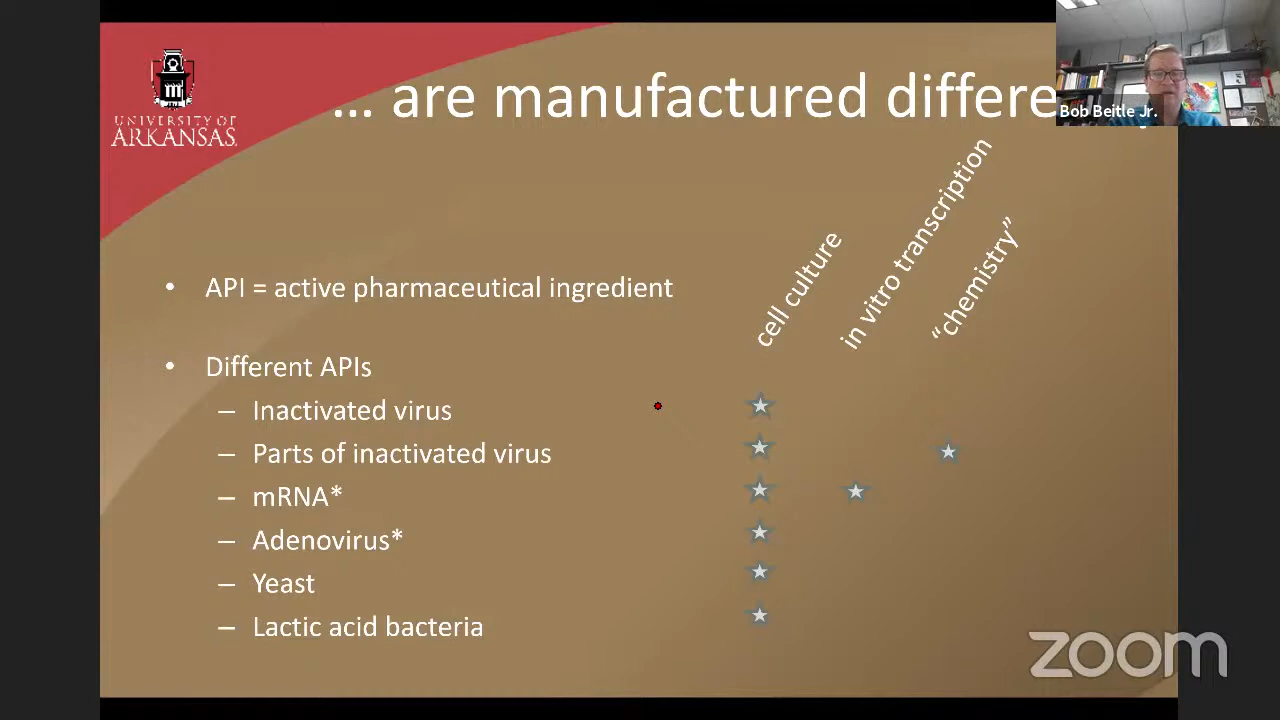 UNIVERSITY OF
ARKANSAS.
... are manufactured differe
Bob Beitle Jr.
cell culture
in vitro transcription
“chemistry”
• API = active pharmaceutical ingredient
• Different APIs
– Inactivated virus
– Parts of inactivated virus
– mRNA*
– Adenovirus*
– Yeast
– Lactic acid bacteria
zoom